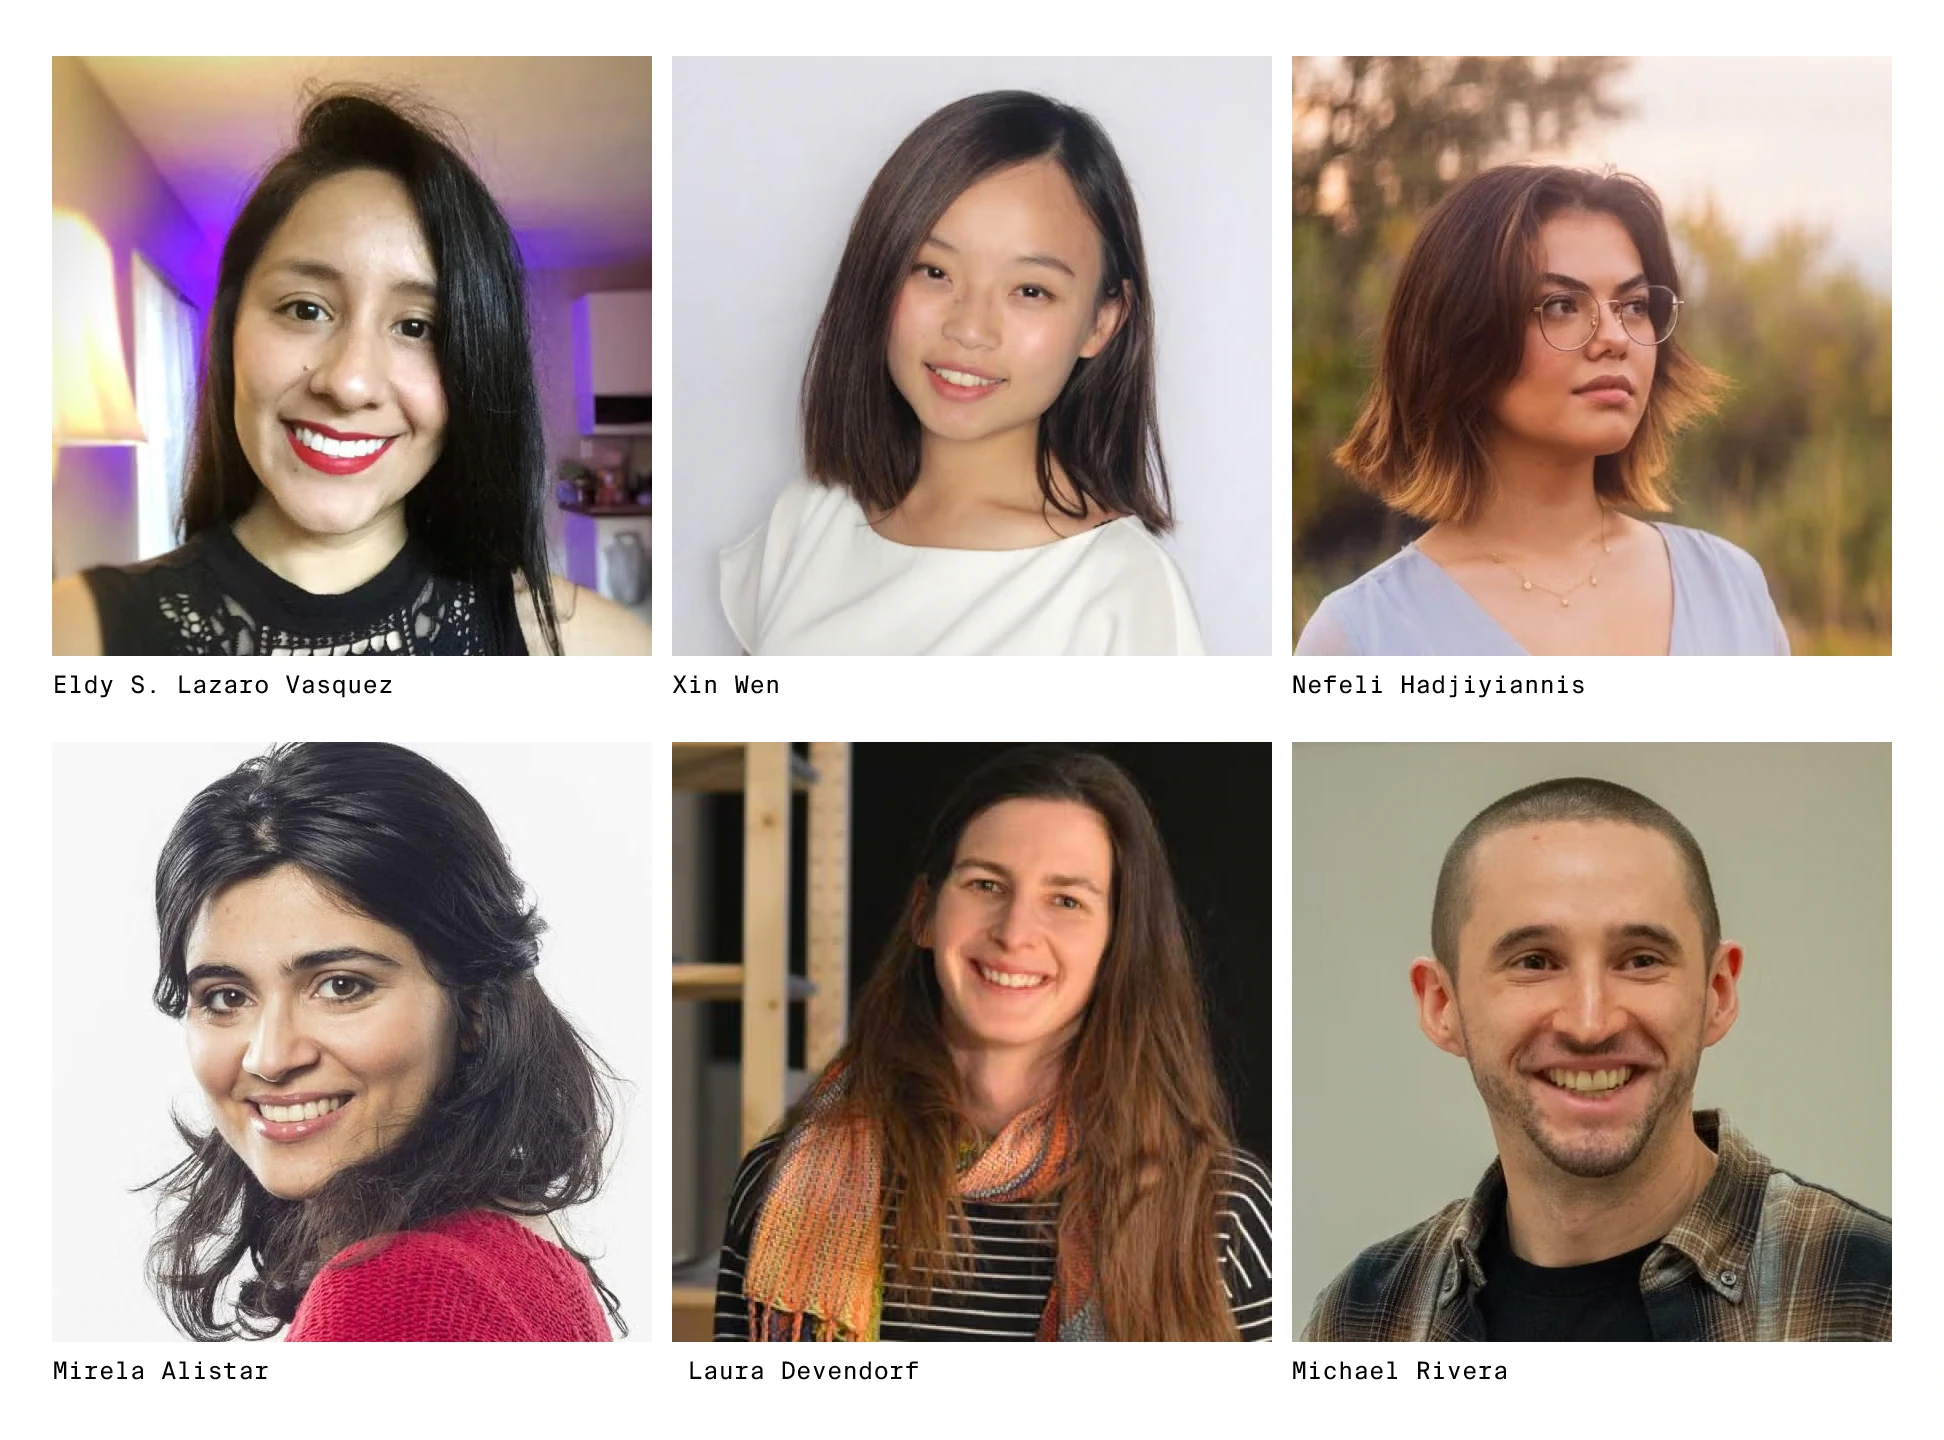 Eldy S. Lazaro Vasquez
Xin Wen
Nefeli Hadjiyiannis
Mirela Alistar
Laura Devendorf
Michael Rivera